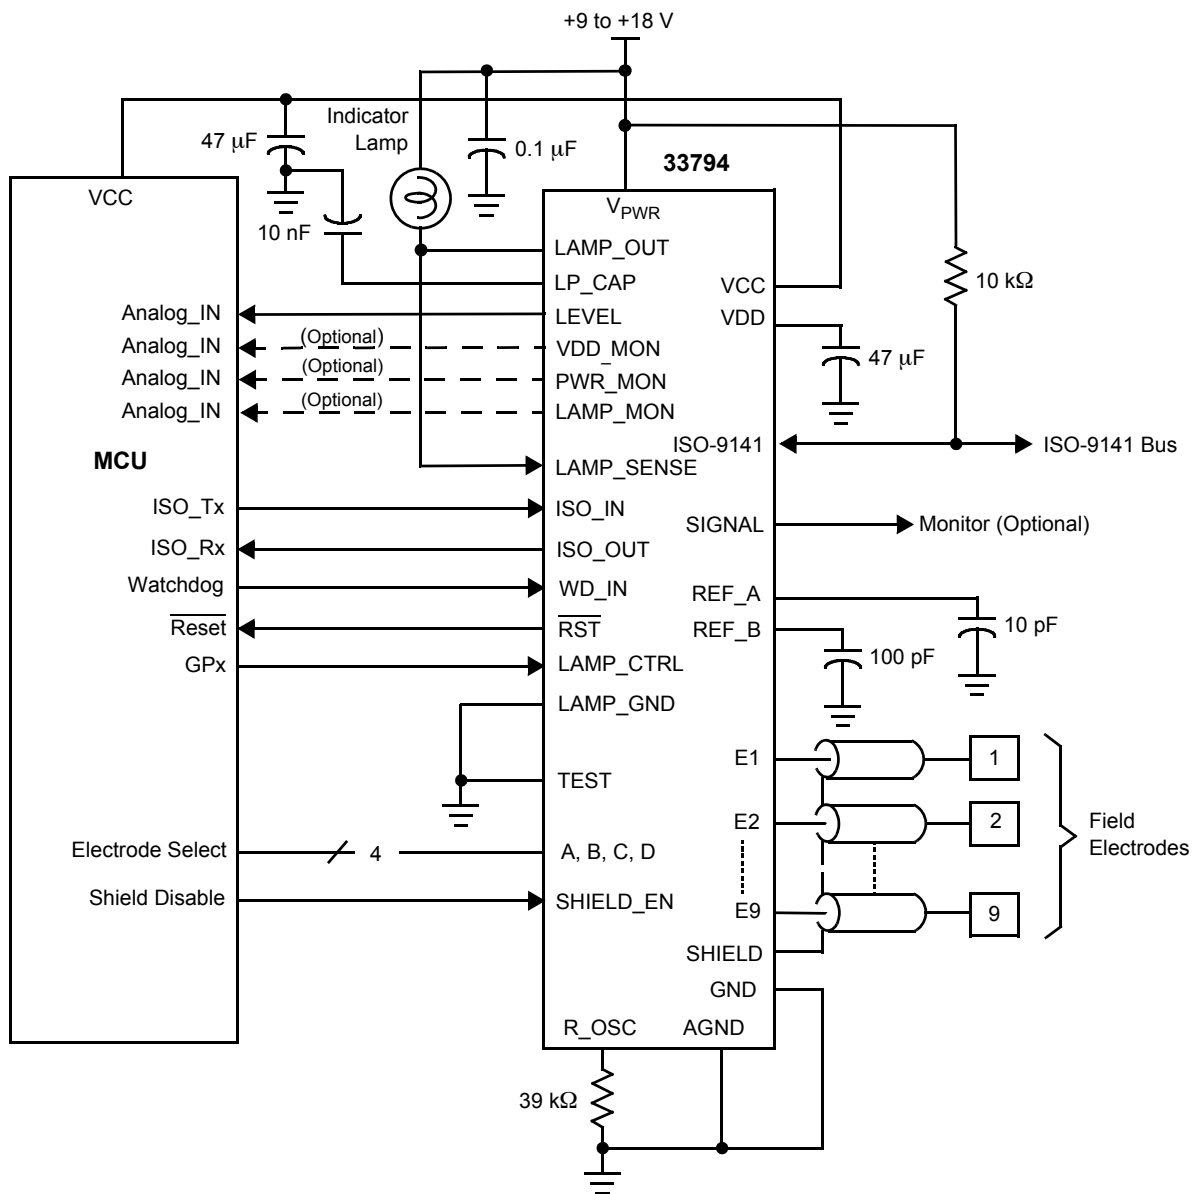 +9 to +18 V
Indicator
Lamp
47 μF
0.1 μF
33794
VCC
VPWR
10 nF
LAMP_OUT
LP_CAP
VCC
10 kΩ
Analog_IN
LEVEL
VDD
Analog_IN
(Optional)
VDD_MON
47 μF
Analog_IN
(Optional)
PWR_MON
Analog_IN
(Optional)
LAMP_MON
MCU
ISO-9141
ISO-9141 Bus
LAMP_SENSE
ISO_Tx
ISO_IN
SIGNAL
Monitor (Optional)
ISO_Rx
ISO_OUT
Watchdog
WD_IN
REF_A
Reset
RST
REF_B
10 pF
GPx
LAMP_CTRL
100 pF
LAMP_GND
E1
1
TEST
E2
2
Field
Electrodes
Electrode Select
4
A, B, C, D
Shield Disable
SHIELD_EN
E9
9
SHIELD
GND
R_OSC
AGND
39 kΩ